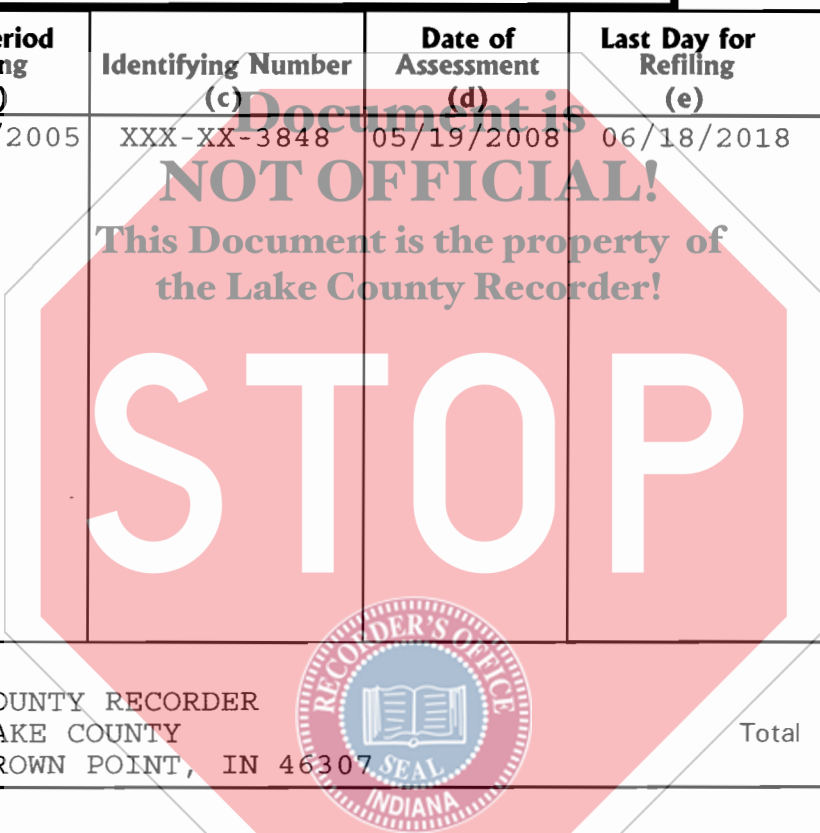 eriod Date of Last Day for
ng Identifying Number Assessment Refiling
) (c) (d) (e)
Document is
/2005 XXX-XX-3848 05/19/2008 06/18/2018
NOT OFFICIAL!
This Document is the property of
the Lake County Recorder!
STOP
OUNTY RECORDER
AKE COUNTY Total
ROWN POINT, IN 46307
RECORDER'S OFFICE
SEAL
INDIANA